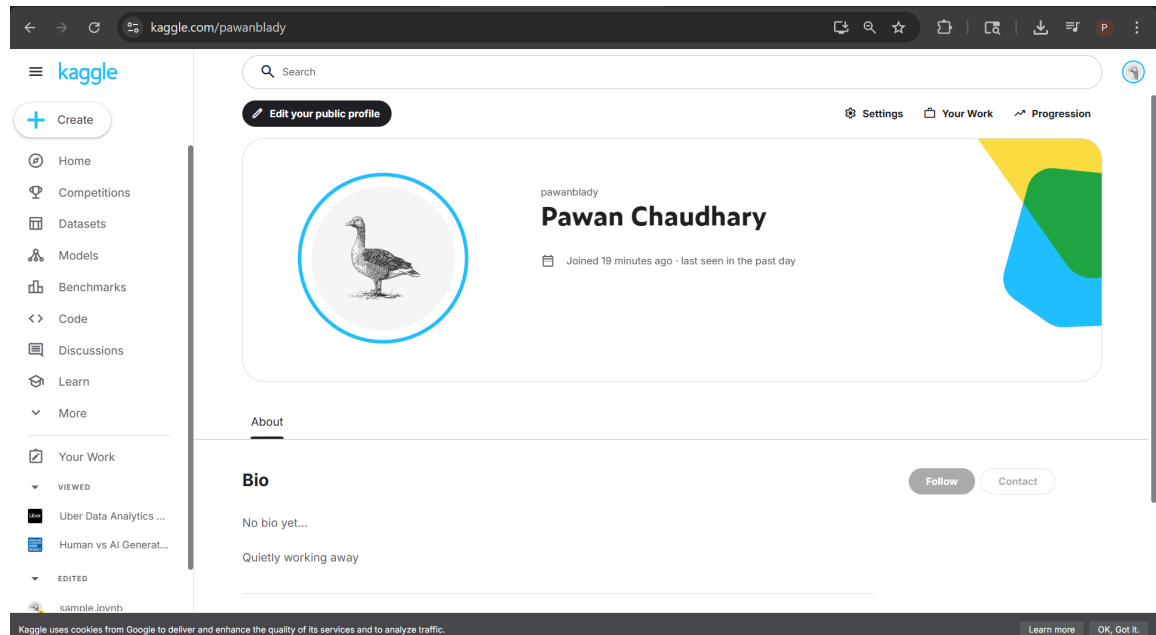 kaggle.com/pawanblady
P
kaggle
Search
Create
Edit your public profile
Settings
Your Work
Progression
Home
Competitions
Datasets
Models
Benchmarks
Code
Discussions
Learn
More
Your Work
VIEWED
Uber
Uber Data Analytics ...
Human vs AI Generat...
EDITED
sample.ipynb
pawanblady
Pawan Chaudhary
Joined 19 minutes ago · last seen in the past day
About
Bio
Follow
Contact
No bio yet...
Quietly working away
Kaggle uses cookies from Google to deliver and enhance the quality of its services and to analyze traffic.
Learn more
OK, Got it.